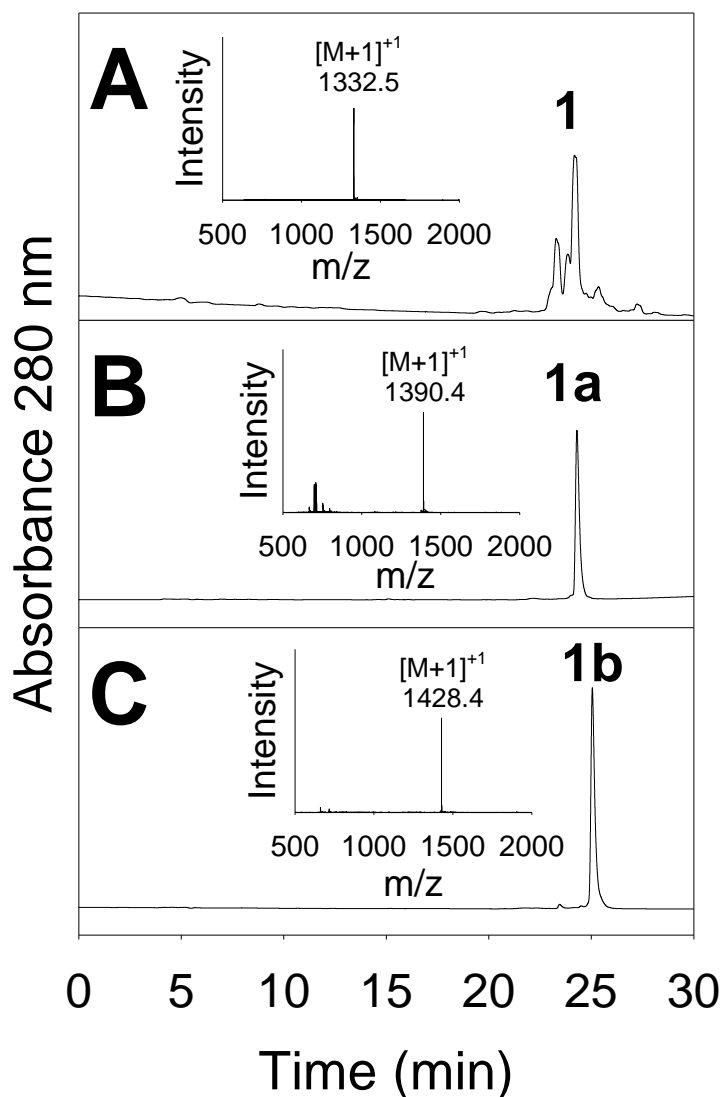 Absorbance 280 nm
A
Intensity
[M+1]+1
1332.5
1
500 1000 1500 2000
m/z
B
Intensity
[M+1]+1
1390.4
1a
500 1000 1500 2000
m/z
C
Intensity
[M+1]+1
1428.4
1b
500 1000 1500 2000
m/z
0 5 10 15 20 25 30
Time (min)